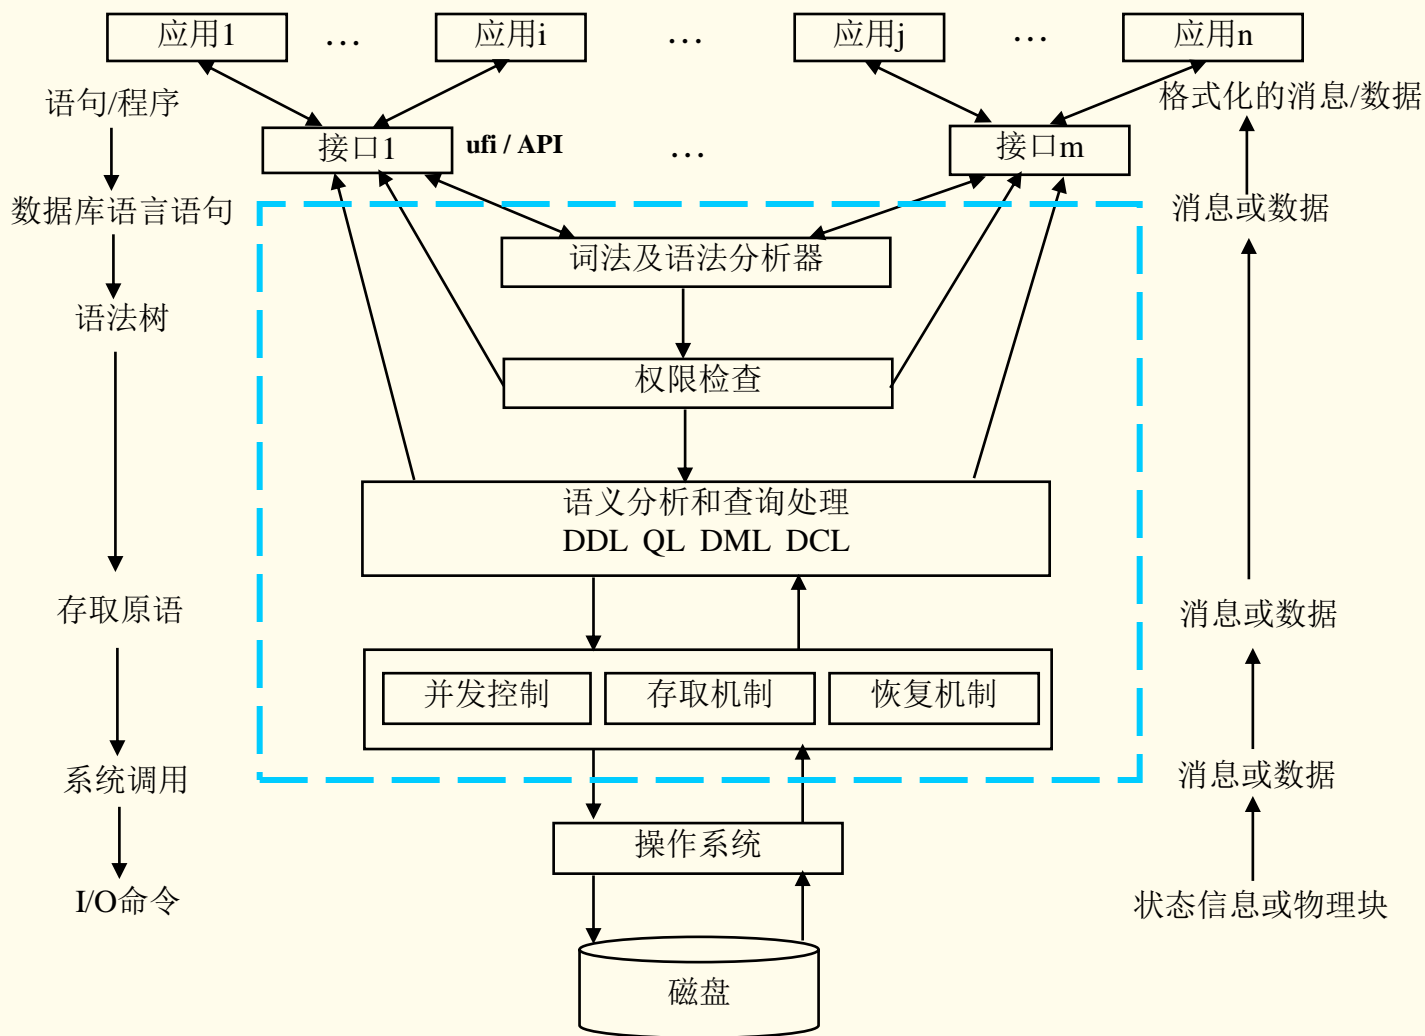 应用1
…
应用i
…
应用j
…
应用n
语句/程序
格式化的消息/数据
接口1
ufi / API
…
接口m
数据库语言语句
消息或数据
词法及语法分析器
语法树
权限检查
语义分析和查询处理
DDL QL DML DCL
存取原语
消息或数据
并发控制
存取机制
恢复机制
系统调用
消息或数据
操作系统
I/O命令
状态信息或物理块
磁盘